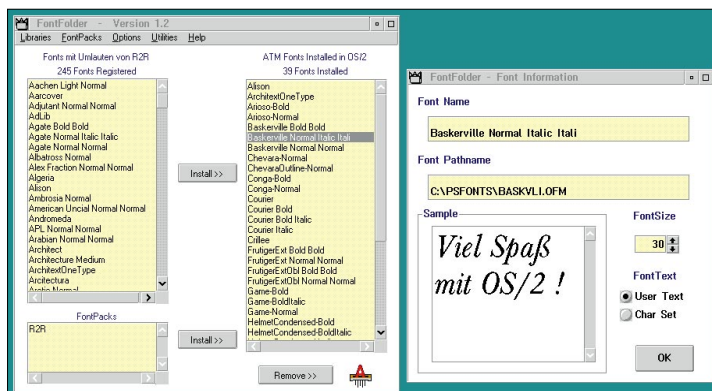 FontFolder - Version 1.2
Libraries FontPacks Options Utilities Help
Fonts mit Umlauten von R2R
245 Fonts Registered
Aachen Light Normal
Aarcover
Adjutant Normal Normal
AdLib
Agate Bold Bold
Agate Normal Italic Italic
Agate Normal Normal
Albatross Normal
Alex Fraction Normal Normal
Algeria
Alison
Ambrosia Normal
American Uncial Normal Normal
Andromeda
APL Normal Normal
Arabian Normal Normal
Architect
Architecture Medium
ArchitextOneType
Arcitectura
Arctic Normal
FontPacks
R2R
Install >>
Install >>
ATM Fonts Installed in OS/2
39 Fonts Installed
Alison
ArchitextOneType
Arioso-Bold
Arioso-Normal
Baskerville Bold Bold
Baskerville Normal Italic Itali
Baskerville Normal Normal
Chevara-Normal
ChevaraOutline-Normal
Conga-Bold
Conga-Normal
Courier
Courier Bold
Courier Bold Italic
Courier Italic
Crillee
FrutigerExt Bold Bold
FrutigerExt Normal Normal
FrutigerExtObl Bold Bold
FrutigerExtObl Normal Normal
Game-Bold
Game-BoldItalic
Game-Normal
HelmetCondensed-Bold
HelmetCondensed-BoldItalic
Remove >>
FontFolder - Font Information
Font Name
Baskerville Normal Italic Itali
Font Pathname
C:\PSFONTS\BASKVLI.OFM
Sample
Viel Spaß
mit OS/2 !
FontSize
30
FontText
User Text
Char Set
OK